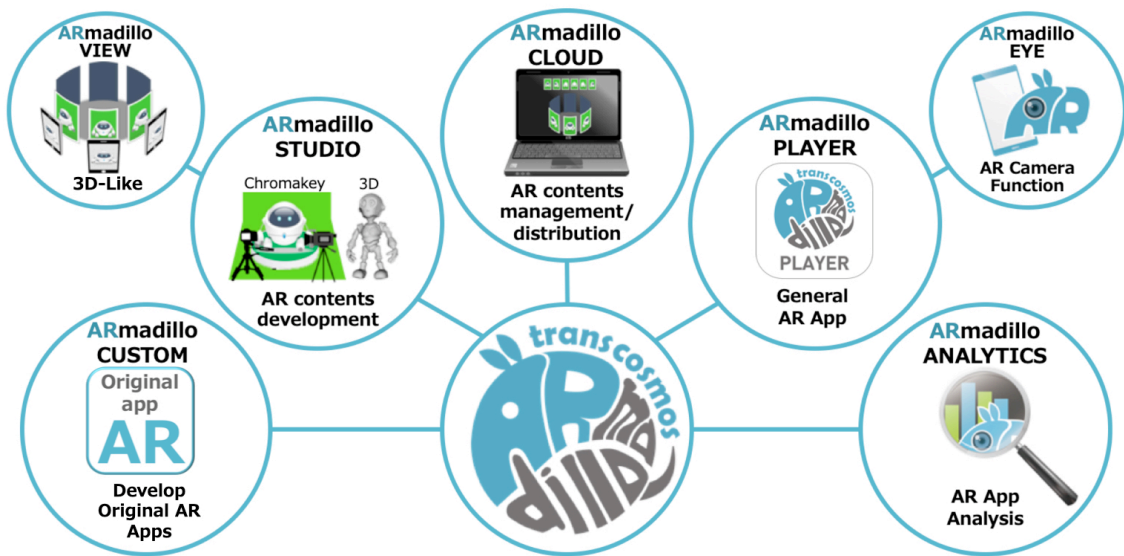 ARmadillo
VIEW
3D-Like
ARmadillo
STUDIO
Chromakey
3D
AR contents
development
ARmadillo
CLOUD
AR contents
management/
distribution
ARmadillo
PLAYER
transcosmos
ARmadillo
PLAYER
General
AR App
ARmadillo
EYE
AR
AR Camera
Function
ARmadillo
CUSTOM
Original
app
AR
Develop
Original AR
Apps
transcosmos
ARmadillo
ARmadillo
ANALYTICS
AR App
Analysis